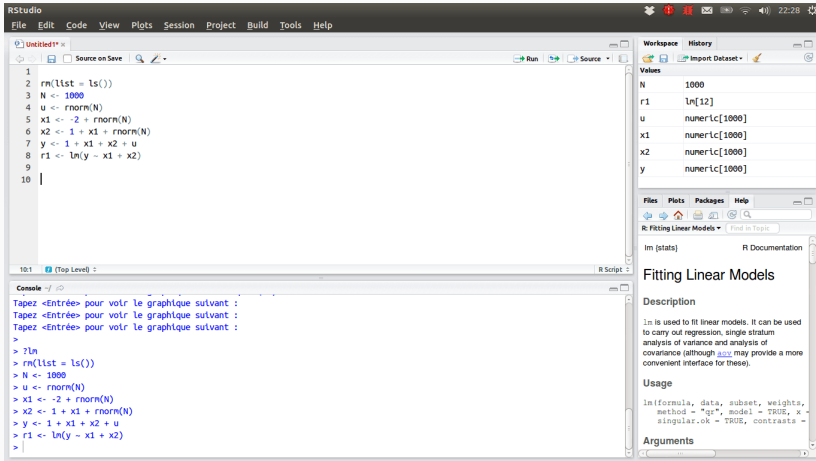 RStudio
22:28
File Edit Code View Plots Session Project Build Tools Help
Untitled1* ×
Source on Save
Run
Source
1
2 rm(list = ls())
3 N <- 1000
4 u <- rnorm(N)
5 x1 <- -2 + rnorm(N)
6 x2 <- 1 + x1 + rnorm(N)
7 y <- 1 + x1 + x2 + u
8 r1 <- lm(y ~ x1 + x2)
9
10
10:1 (Top Level)
R Script
Console ~/
Tapez <Entrée> pour voir le graphique suivant :
Tapez <Entrée> pour voir le graphique suivant :
Tapez <Entrée> pour voir le graphique suivant :
>
> ?lm
> rm(list = ls())
> N <- 1000
> u <- rnorm(N)
> x1 <- -2 + rnorm(N)
> x2 <- 1 + x1 + rnorm(N)
> y <- 1 + x1 + x2 + u
> r1 <- lm(y ~ x1 + x2)
>
Workspace History
Import Dataset
Values
N 1000
r1 lm[12]
u numeric[1000]
x1 numeric[1000]
x2 numeric[1000]
y numeric[1000]
Files Plots Packages Help
R: Fitting Linear Models
Find in Topic
lm {stats} R Documentation
Fitting Linear Models
Description
lm is used to fit linear models. It can be used
to carry out regression, single stratum
analysis of variance and analysis of
covariance (although aov may provide a more
convenient interface for these).
Usage
lm(formula, data, subset, weights,
method = "qr", model = TRUE, x =
singular.ok = TRUE, contrasts =
Arguments